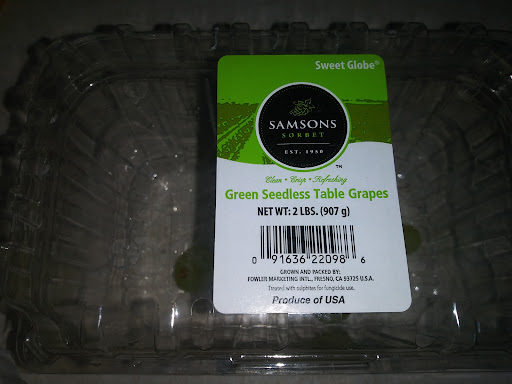 Sweet Globe®
SAMSONS
SORBET
EST. 1980
™
Clean • Crisp • Refreshing
Green Seedless Table Grapes
NET WT: 2 LBS. (907 g)
0 91636 22098 6
GROWN AND PACKED BY:
FOWLER MARKETING INTL., FRESNO, CA 93725 U.S.A.
Treated with sulphites for fungicide use.
Produce of USA